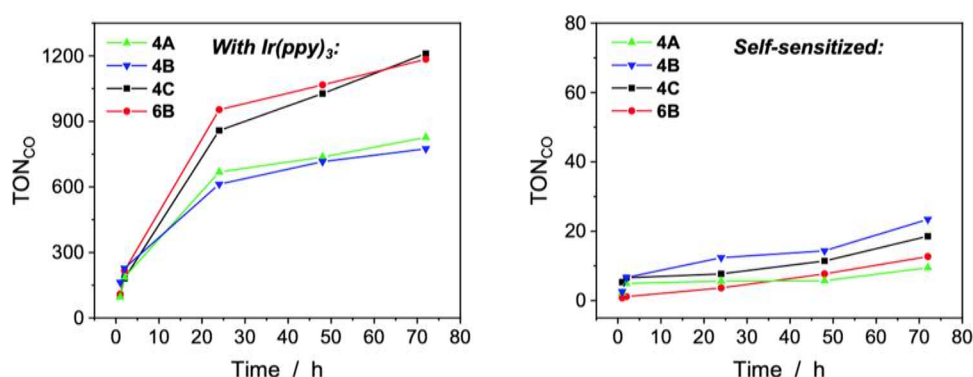 With Ir(ppy)₃:
4A
4B
4C
6B
TONCO
1200
900
600
300
0
0 10 20 30 40 50 60 70 80
Time / h
Self-sensitized:
4A
4B
4C
6B
TONCO
80
60
40
20
0
0 10 20 30 40 50 60 70 80
Time / h